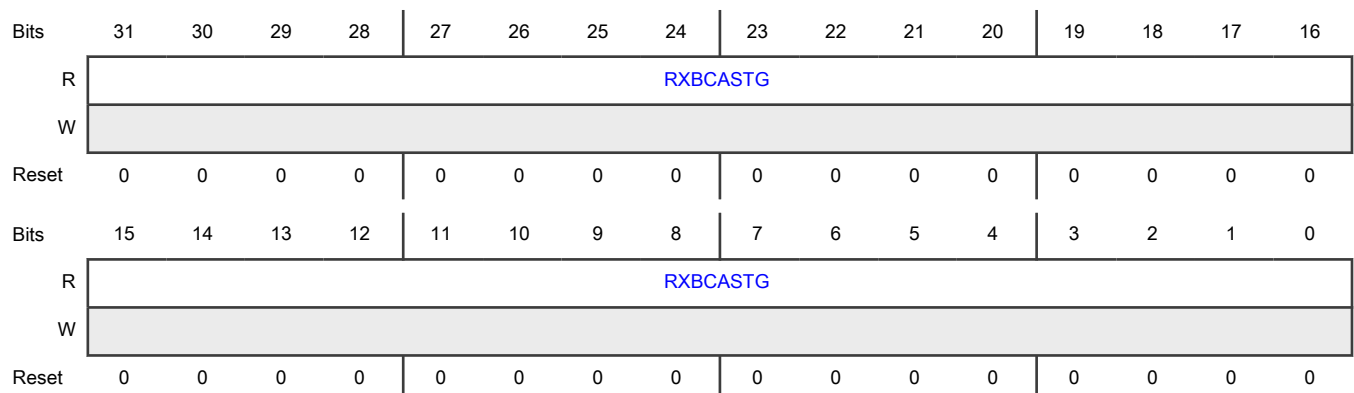 Bits 31 30 29 28 27 26 25 24 23 22 21 20 19 18 17 16
R RXBCASTG
W
Reset 0 0 0 0 0 0 0 0 0 0 0 0 0 0 0 0
Bits 15 14 13 12 11 10 9 8 7 6 5 4 3 2 1 0
R RXBCASTG
W
Reset 0 0 0 0 0 0 0 0 0 0 0 0 0 0 0 0